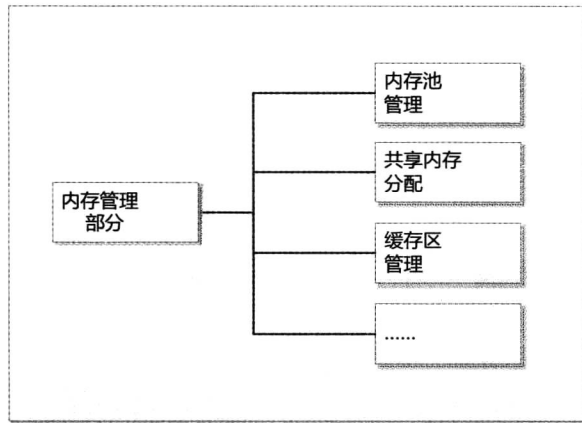 内存池
管理
共享内存
分配
内存管理
部分
缓存区
管理
......